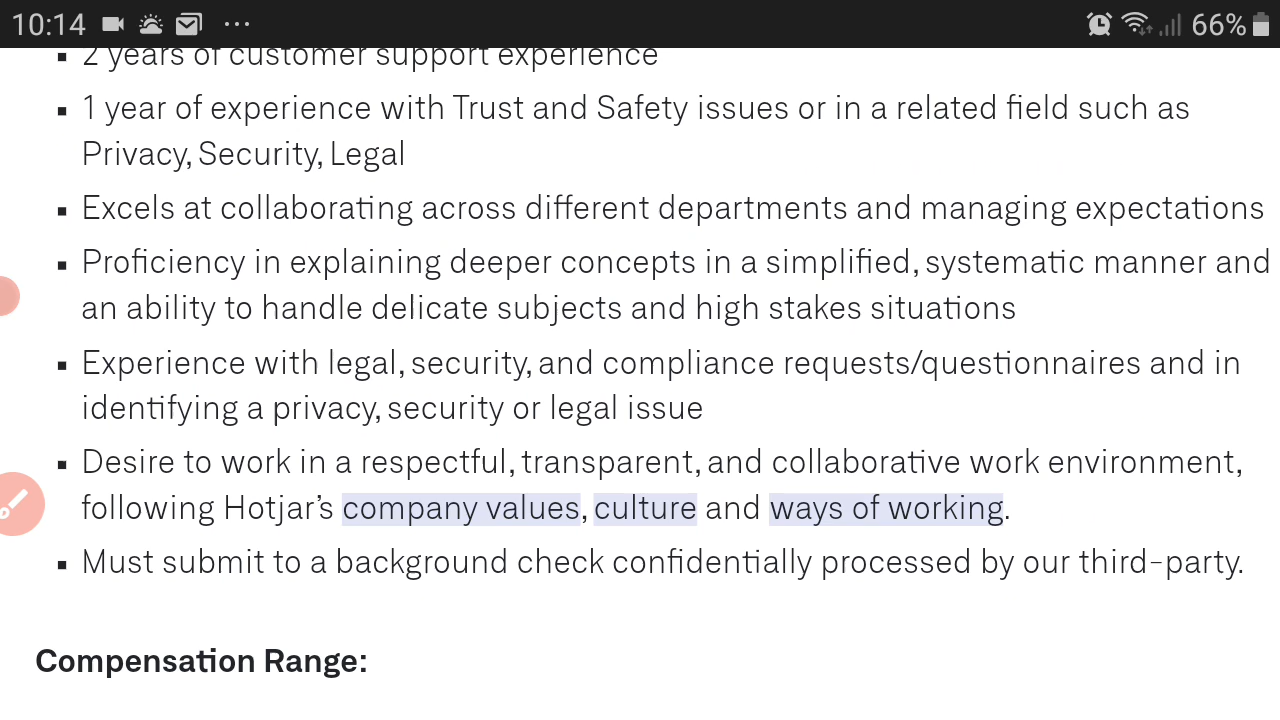 10:14 66%
2 years of customer support experience
1 year of experience with Trust and Safety issues or in a related field such as
Privacy, Security, Legal
Excels at collaborating across different departments and managing expectations
Proficiency in explaining deeper concepts in a simplified, systematic manner and
an ability to handle delicate subjects and high stakes situations
Experience with legal, security, and compliance requests/questionnaires and in
identifying a privacy, security or legal issue
Desire to work in a respectful, transparent, and collaborative work environment,
following Hotjar’s company values, culture and ways of working.
Must submit to a background check confidentially processed by our third-party.
Compensation Range: